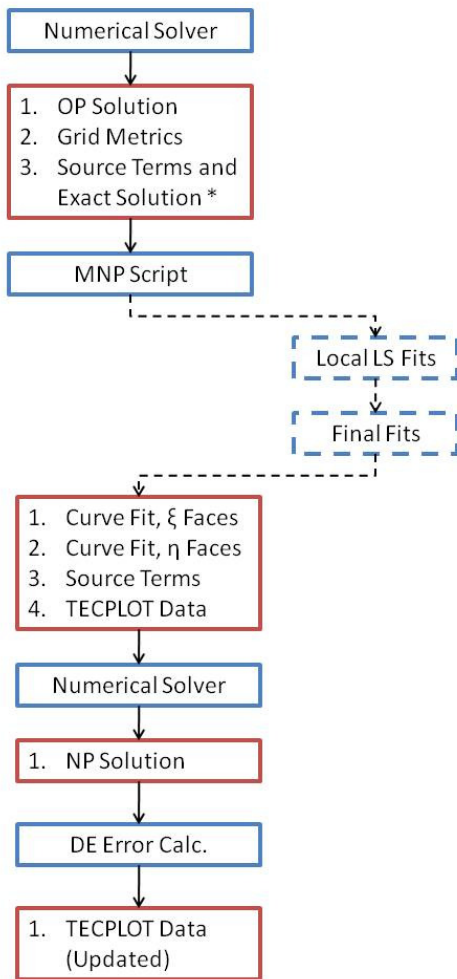 Numerical Solver
1. OP Solution
2. Grid Metrics
3. Source Terms and
Exact Solution *
MNP Script
Local LS Fits
Final Fits
1. Curve Fit, ξ Faces
2. Curve Fit, η Faces
3. Source Terms
4. TECPLOT Data
Numerical Solver
1. NP Solution
DE Error Calc.
1. TECPLOT Data
(Updated)